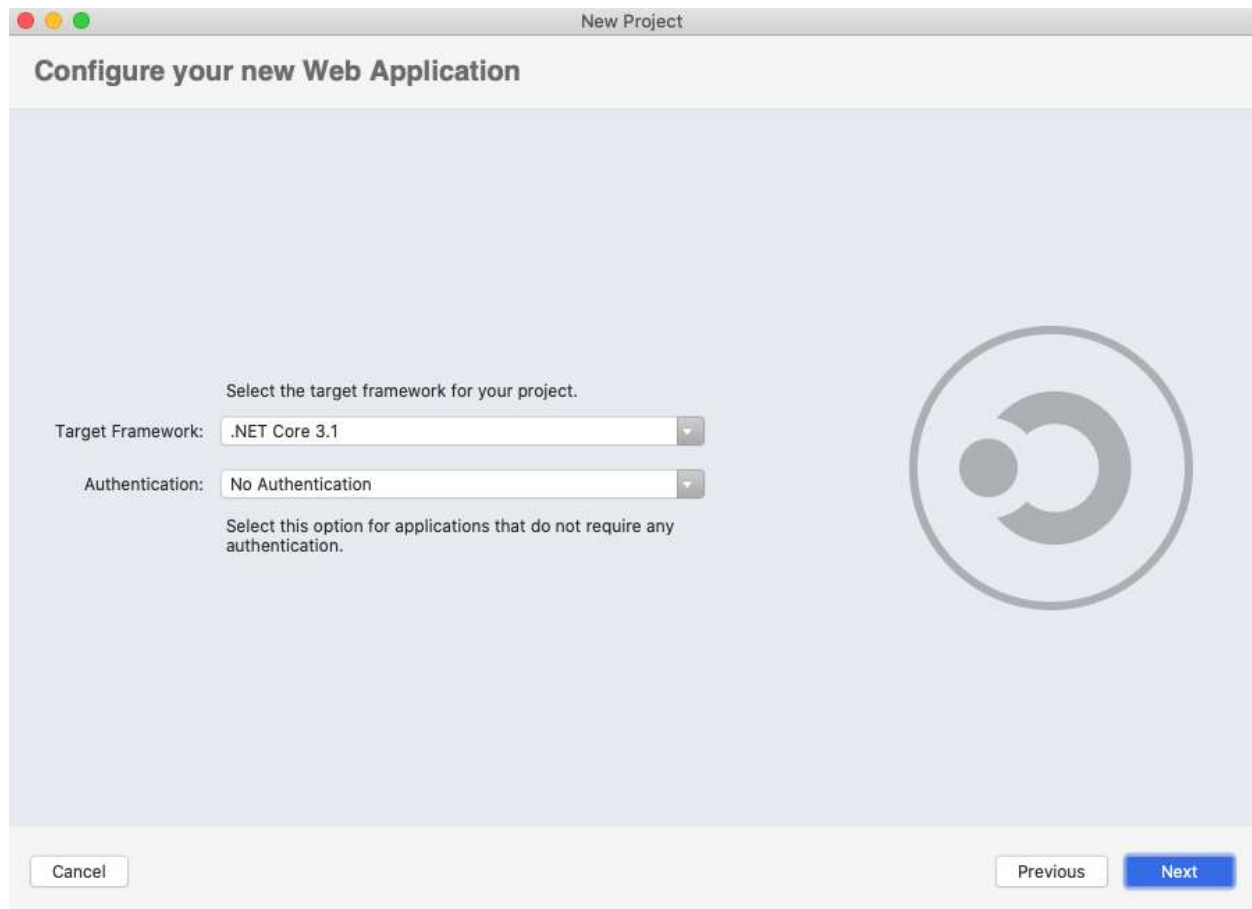 New Project
Configure your new Web Application
Select the target framework for your project.
Target Framework: .NET Core 3.1
Authentication: No Authentication
Select this option for applications that do not require any
authentication.
Cancel Previous Next